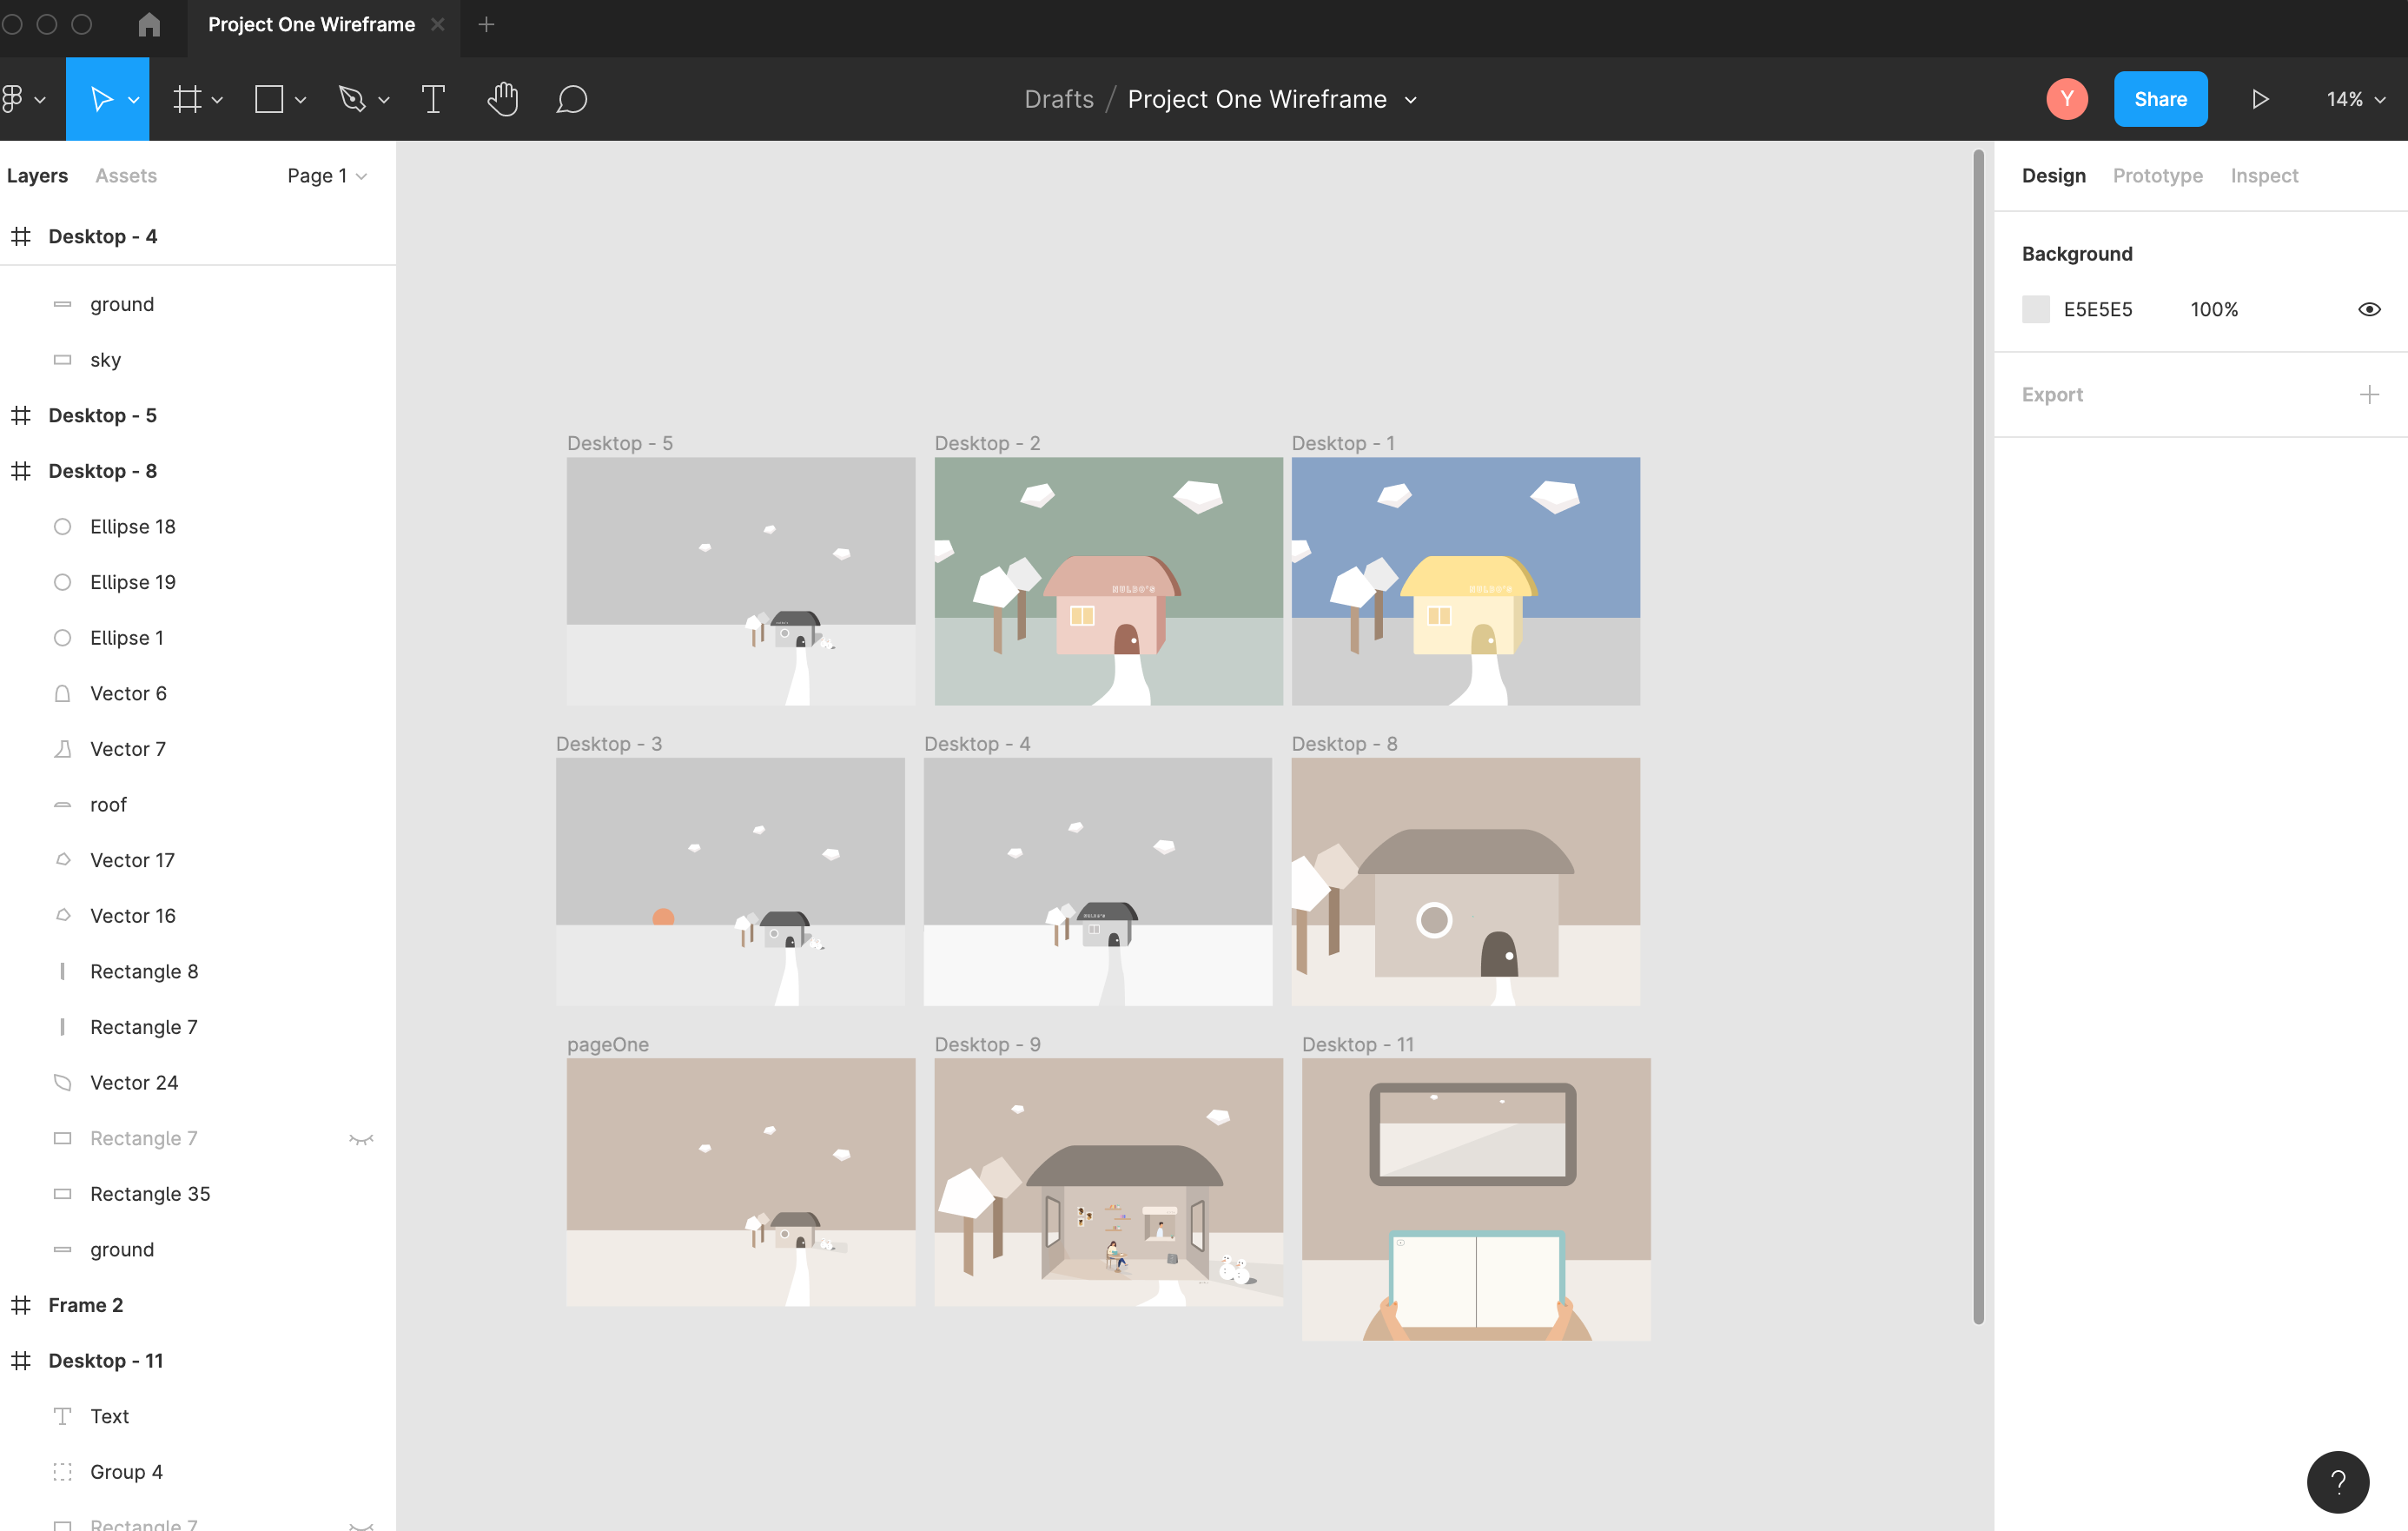 Project One Wireframe
Drafts / Project One Wireframe
Y
Share
14%
Layers
Assets
Page 1
Desktop - 4
ground
sky
Desktop - 5
Desktop - 8
Ellipse 18
Ellipse 19
Ellipse 1
Vector 6
Vector 7
roof
Vector 17
Vector 16
Rectangle 8
Rectangle 7
Vector 24
Rectangle 7
Rectangle 35
ground
Frame 2
Desktop - 11
Text
Group 4
Rectangle 7
Desktop - 5
Desktop - 2
Desktop - 1
Desktop - 3
Desktop - 4
Desktop - 8
pageOne
Desktop - 9
Desktop - 11
Design
Prototype
Inspect
Background
E5E5E5
100%
Export
?